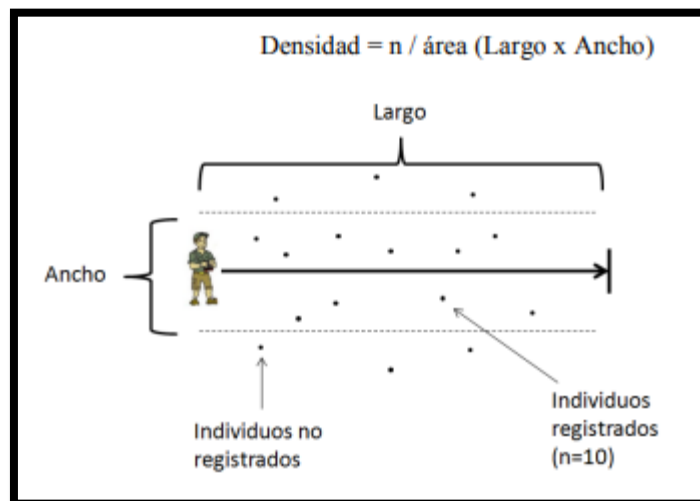 Densidad = n / área (Largo x Ancho)
Largo
Ancho
Individuos no
registrados
Individuos
registrados
(n=10)